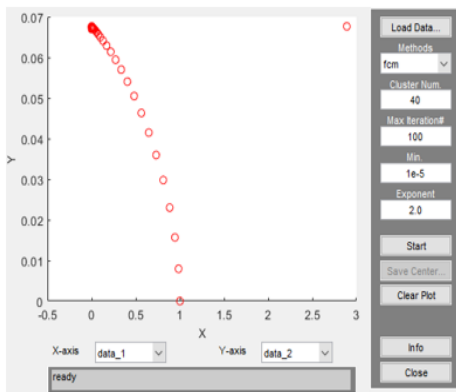 0.07
0.06
0.05
0.04
0.03
0.02
0.01
0
Y
-0.5 0 0.5 1 1.5 2 2.5 3
X
X-axis data_1 Y-axis data_2
ready
Load Data...
Methods
fcm
Cluster Num.
40
Max Iteration#
100
Min.
1e-5
Exponent
2.0
Start
Save Center...
Clear Plot
Info
Close